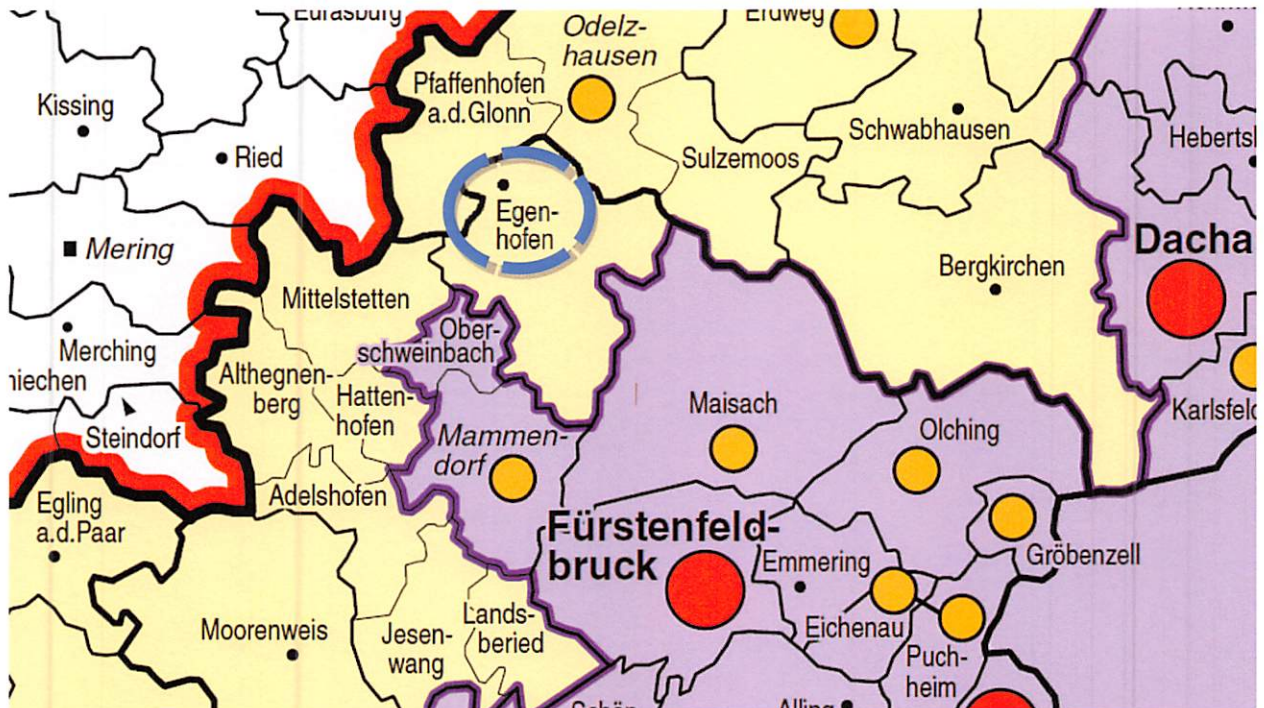 Eurasburg
Erdweg
Odelz-
hausen
Pfaffenhofen
a.d.Glonn
Kissing
Ried
Schwabhausen
Sulzemoos
Egen-
hofen
Mering
Dacha
Bergkirchen
Mittelstetten
Ober-
schweinbach
Merching
Althegnen-
berg
Hatten-
hofen
Maisach
Karlsfeld
Steindorf
Mammen-
dorf
Olching
Adelshofen
Egling
a.d.Paar
Fürstenfeld-
bruck
Emmering
Gröbenzell
Moorenweis
Jesen-
wang
Lands-
beried
Eichenau
Puch-
heim
Alling